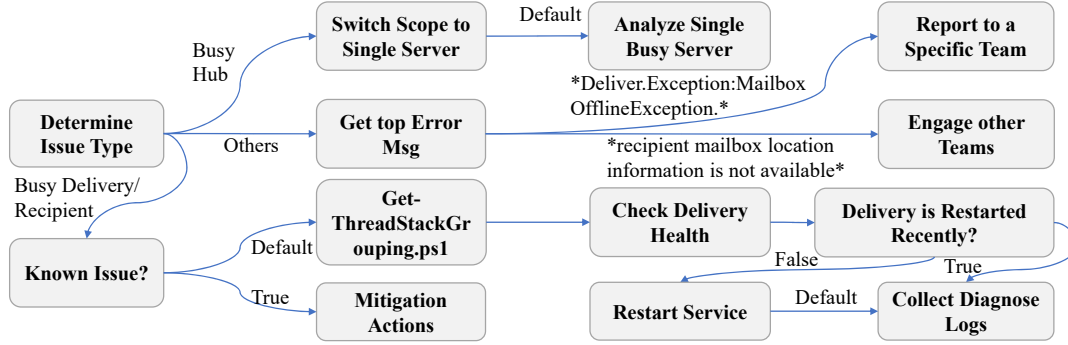 Switch Scope to
Single Server
Default
Analyze Single
Busy Server
Report to a
Specific Team
Busy
Hub
*Deliver.Exception:Mailbox
OfflineException.*
Determine
Issue Type
Others
Get top Error
Msg
Engage other
Teams
*recipient mailbox location
information is not available*
Busy Delivery/
Recipient
Get-
ThreadStackGr
ouping.ps1
Check Delivery
Health
Delivery is Restarted
Recently?
Known Issue?
Default
False
True
True
Mitigation
Actions
Restart Service
Default
Collect Diagnose
Logs